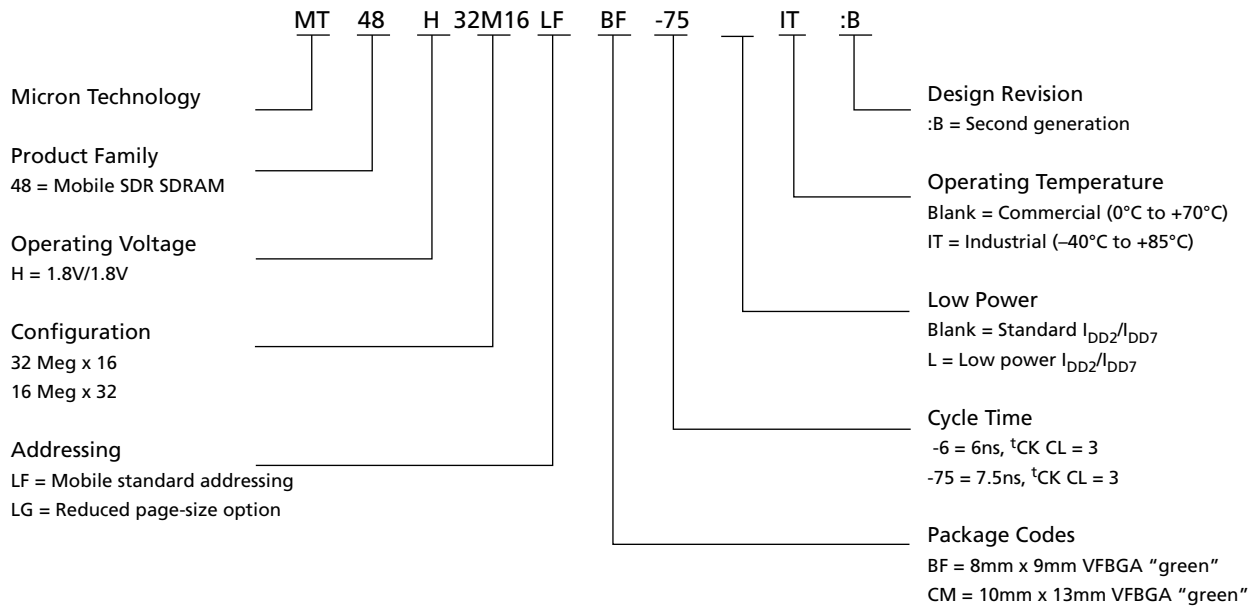 MT 48 H 32M16 LF BF -75 IT :B
Micron Technology
Product Family
48 = Mobile SDR SDRAM
Operating Voltage
H = 1.8V/1.8V
Configuration
32 Meg x 16
16 Meg x 32
Addressing
LF = Mobile standard addressing
LG = Reduced page-size option
Design Revision
:B = Second generation
Operating Temperature
Blank = Commercial (0°C to +70°C)
IT = Industrial (–40°C to +85°C)
Low Power
Blank = Standard IDD2/IDD7
L = Low power IDD2/IDD7
Cycle Time
-6 = 6ns, tCK CL = 3
-75 = 7.5ns, tCK CL = 3
Package Codes
BF = 8mm x 9mm VFBGA “green”
CM = 10mm x 13mm VFBGA “green”